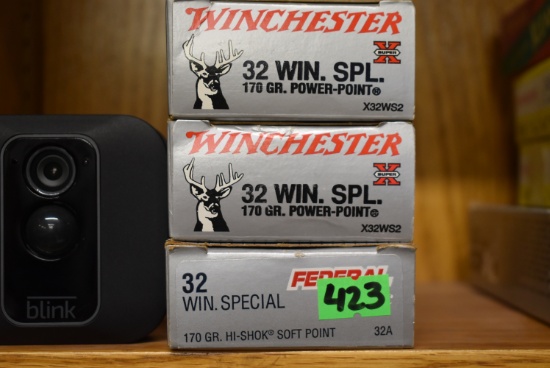 WINCHESTER
32 WIN. SPL.
170 GR. POWER-POINT®
SUPER X
X32WS2
WINCHESTER
32 WIN. SPL.
170 GR. POWER-POINT®
SUPER X
X32WS2
32
WIN. SPECIAL
FEDERAL
423
170 GR. HI-SHOK® SOFT POINT
32A
blink